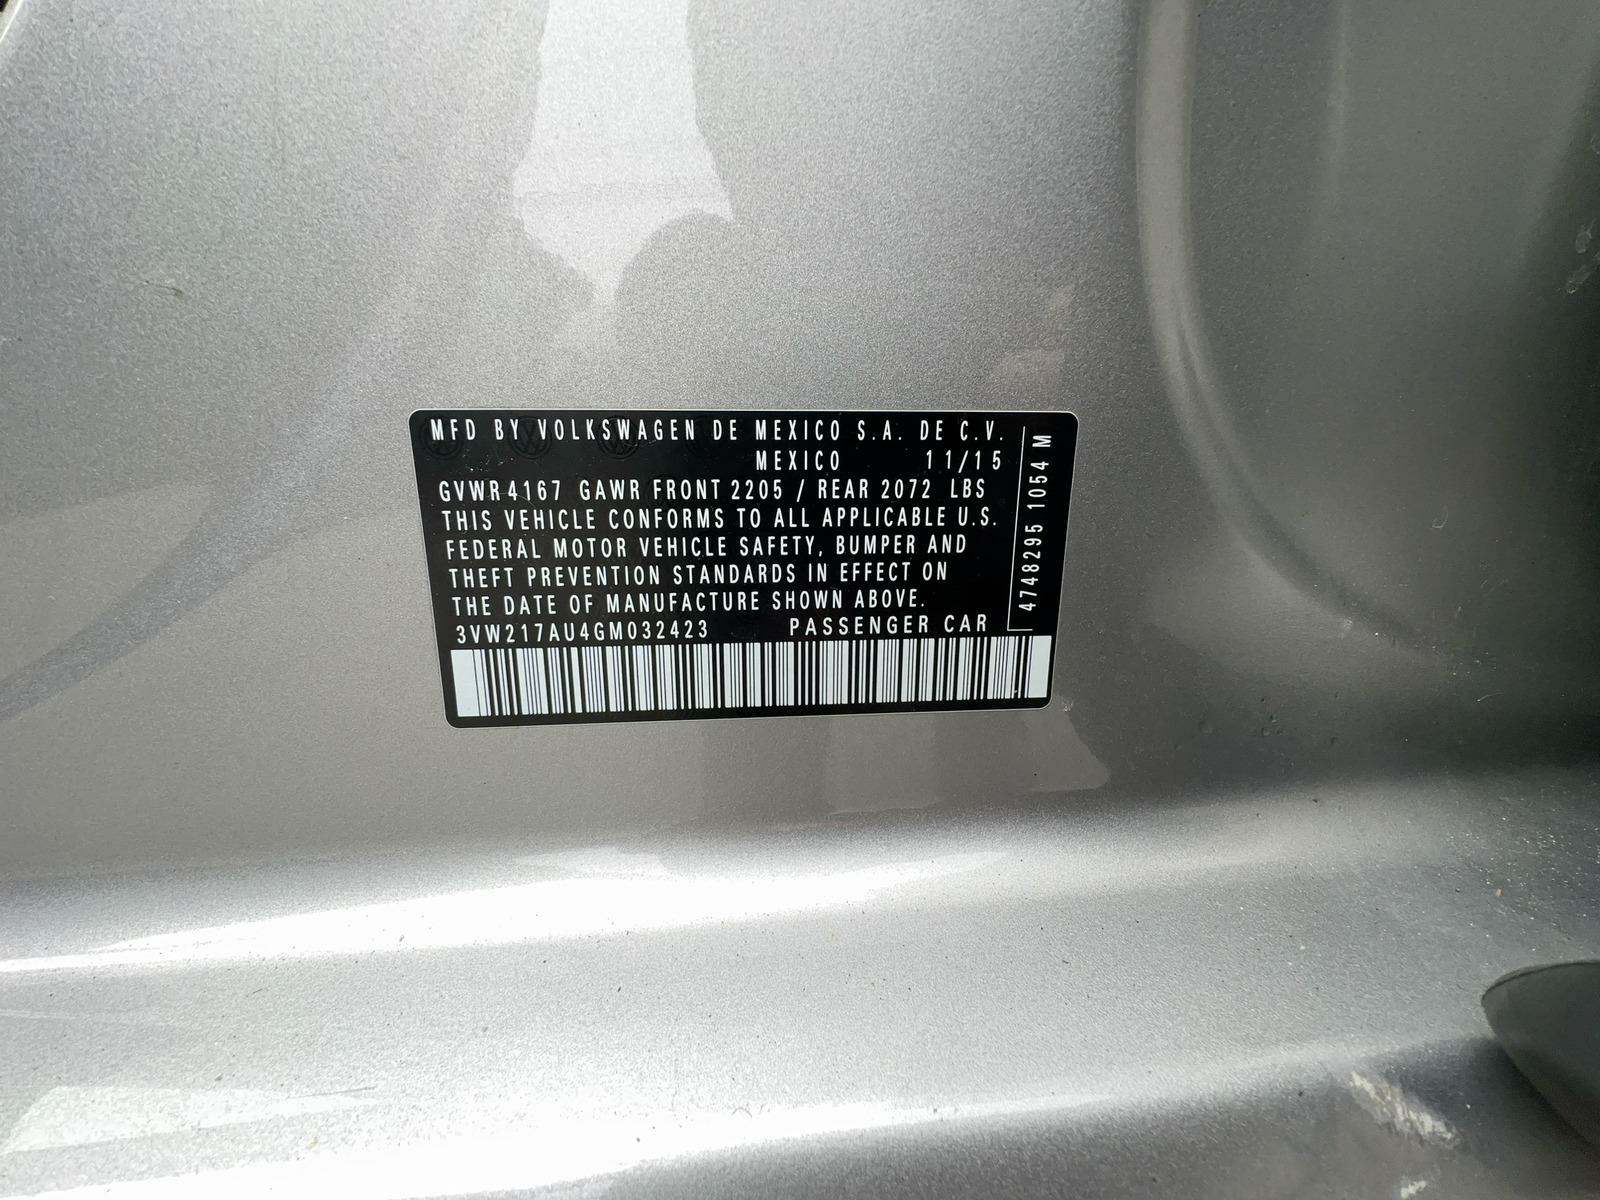 MFD BY VOLKSWAGEN DE MEXICO S.A. DE C.V.
MEXICO 11/15
GVWR 4167 GAWR FRONT 2205 / REAR 2072 LBS
THIS VEHICLE CONFORMS TO ALL APPLICABLE U.S.
FEDERAL MOTOR VEHICLE SAFETY, BUMPER AND
THEFT PREVENTION STANDARDS IN EFFECT ON
THE DATE OF MANUFACTURE SHOWN ABOVE.
3VW217AU4GM032423 PASSENGER CAR
4748295 1054 M